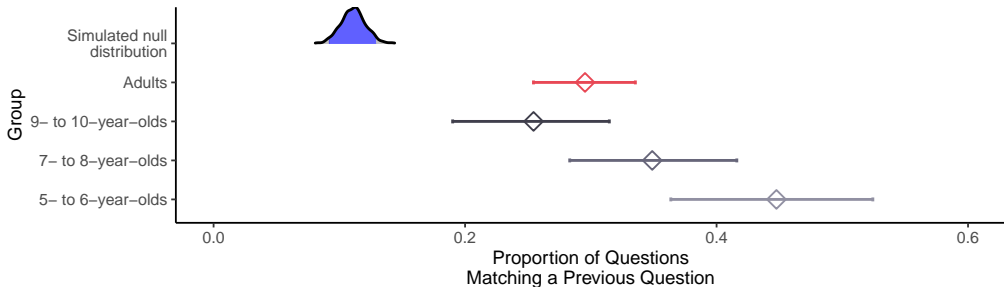 Group
Simulated null
distribution
Adults
9− to 10−year−olds
7− to 8−year−olds
5− to 6−year−olds
0.0
0.2
0.4
0.6
Proportion of Questions
Matching a Previous Question